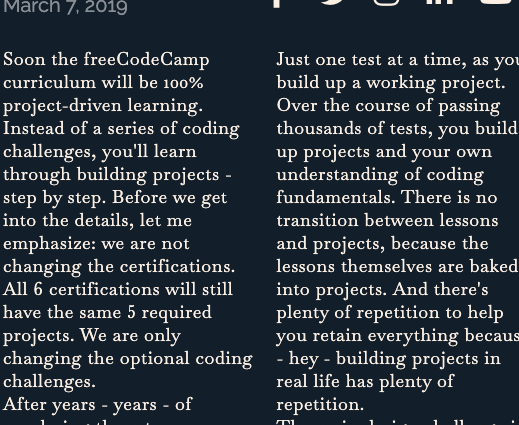 March 7, 2019
Soon the freeCodeCamp
curriculum will be 100%
project-driven learning.
Instead of a series of coding
challenges, you'll learn
through building projects -
step by step. Before we get
into the details, let me
emphasize: we are not
changing the certifications.
All 6 certifications will still
have the same 5 required
projects. We are only
changing the optional coding
challenges.
After years - years - of
Just one test at a time, as you
build up a working project.
Over the course of passing
thousands of tests, you build
up projects and your own
understanding of coding
fundamentals. There is no
transition between lessons
and projects, because the
lessons themselves are baked
into projects. And there's
plenty of repetition to help
you retain everything becaus
- hey - building projects in
real life has plenty of
repetition.